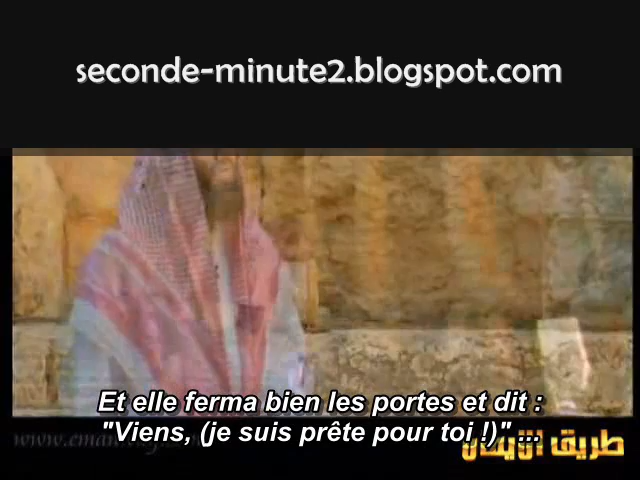 seconde-minute2.blogspot.com
Et elle ferma bien les portes et dit :
"Viens, (je suis prête pour toi !)" ...
طريق الإيمان